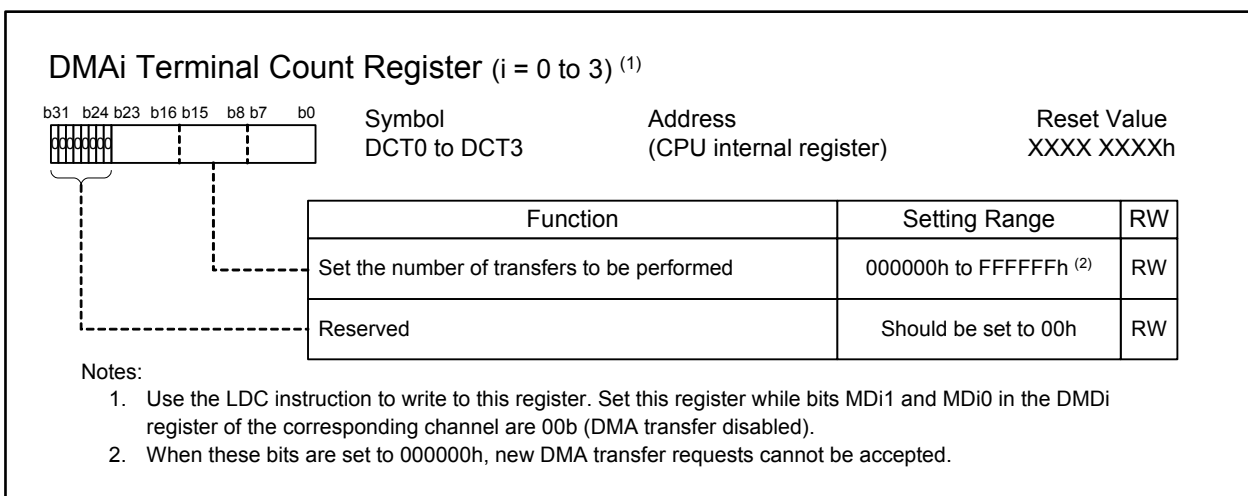 DMAi Terminal Count Register (i = 0 to 3) (1)
b31 b24 b23 b16 b15 b8 b7 b0
00000000
Symbol Address Reset Value
DCT0 to DCT3 (CPU internal register) XXXX XXXXh
Function Setting Range RW
Set the number of transfers to be performed 000000h to FFFFFFh (2) RW
Reserved Should be set to 00h RW
Notes:
1. Use the LDC instruction to write to this register. Set this register while bits MDi1 and MDi0 in the DMDi
register of the corresponding channel are 00b (DMA transfer disabled).
2. When these bits are set to 000000h, new DMA transfer requests cannot be accepted.